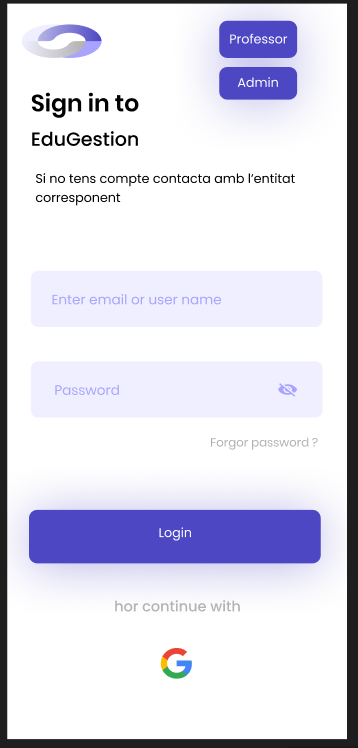 Professor
Admin
Sign in to
EduGestion
Si no tens compte contacta amb l'entitat
corresponent
Enter email or user name
Password
Forgor password ?
Login
hor continue with